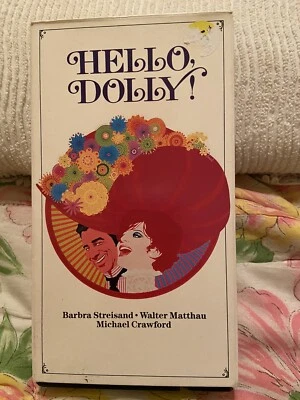 HELLO,
DOLLY!
Barbra Streisand • Walter Matthau
Michael Crawford